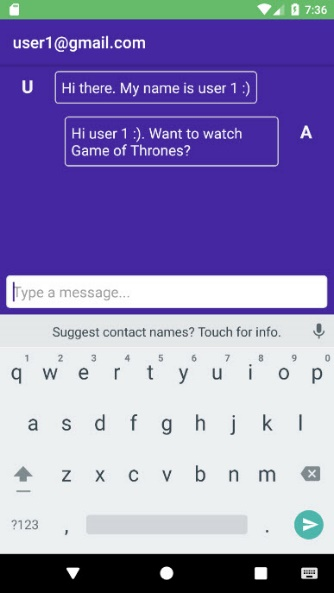 7:36
user1@gmail.com
U
Hi there. My name is user 1 :)
Hi user 1 :). Want to watch
Game of Thrones?
A
Type a message...
Suggest contact names? Touch for info.
1 2 3 4 5 6 7 8 9 0
q w e r t y u i o p
a s d f g h j k l
z x c v b n m
?123 , .